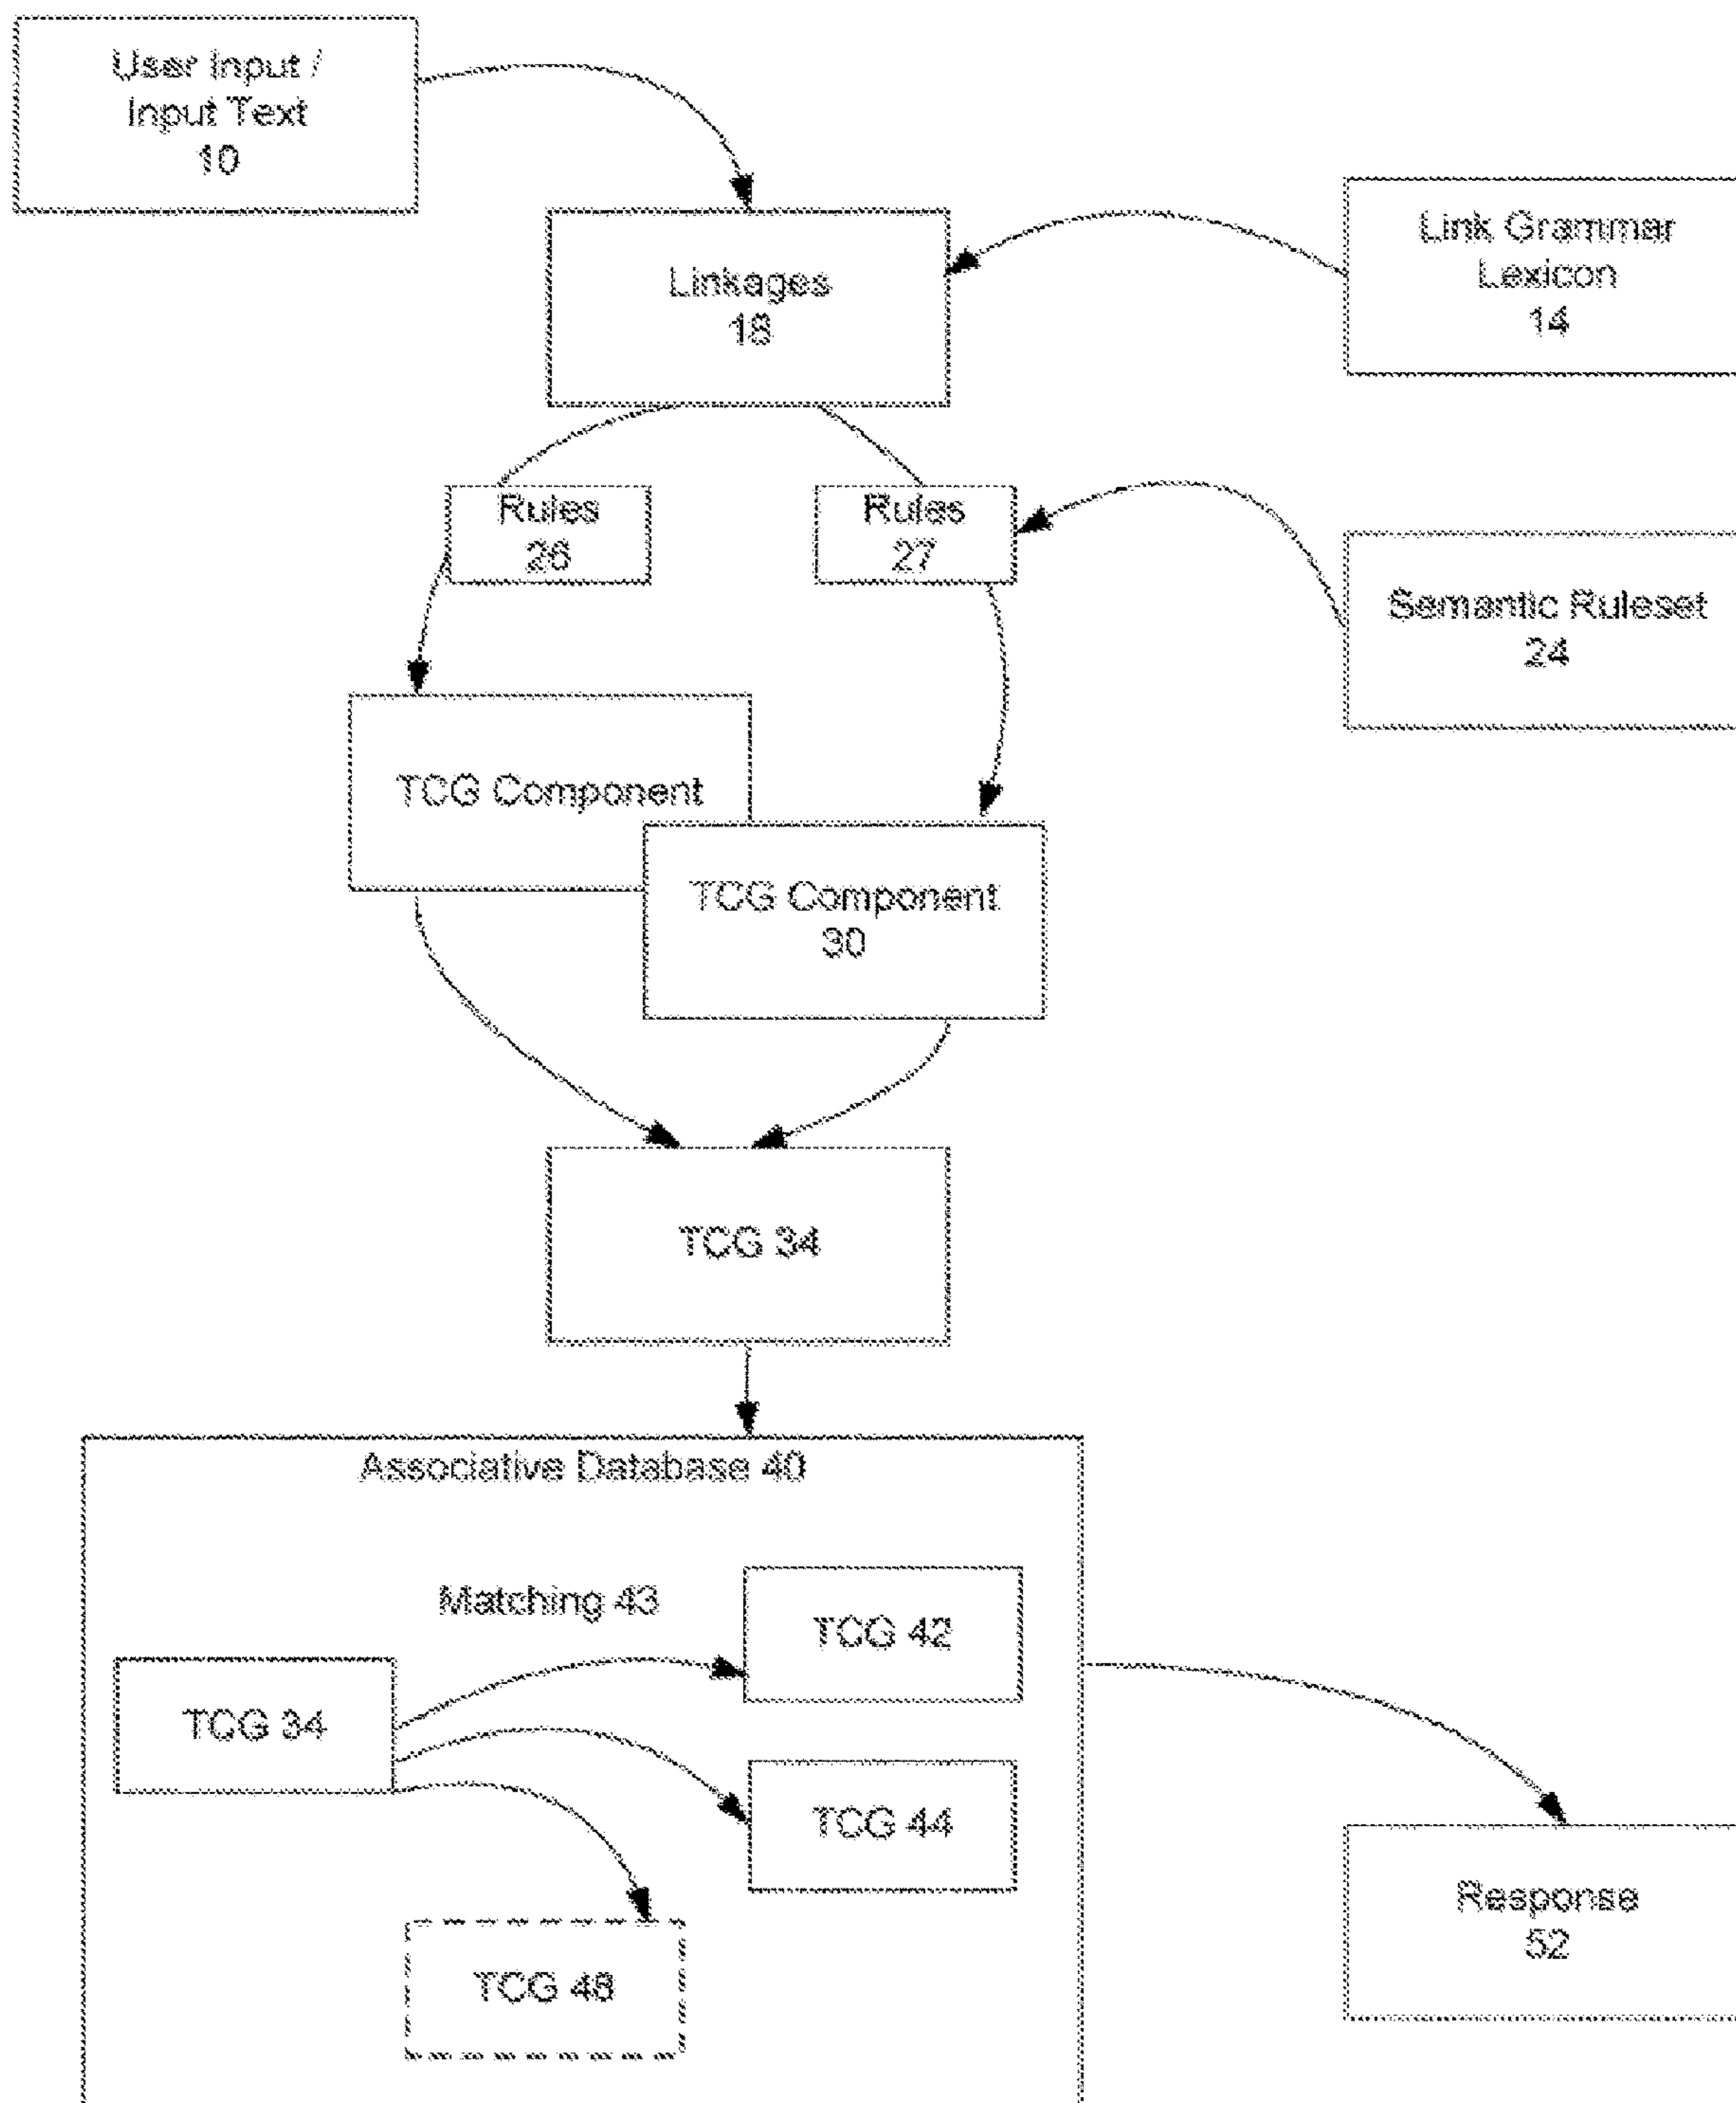 User Input /
Input Text
10
Linkages
18
Link Grammar
Lexicon
14
Rules
26
Rules
27
Semantic Ruleset
24
TCG Component
TCG Component
30
TCG 34
Associative Database 40
Matching 43
TCG 42
TCG 34
TCG 44
TCG 48
Response
52